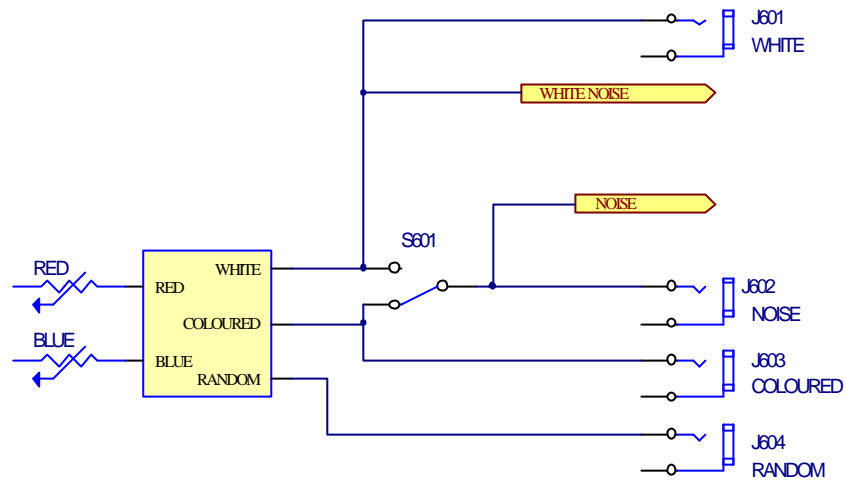 J601
WHITE
WHITE NOISE
NOISE
S601
RED
WHITE
RED
J602
NOISE
COLOURED
BLUE
BLUE
J603
COLOURED
RANDOM
J604
RANDOM